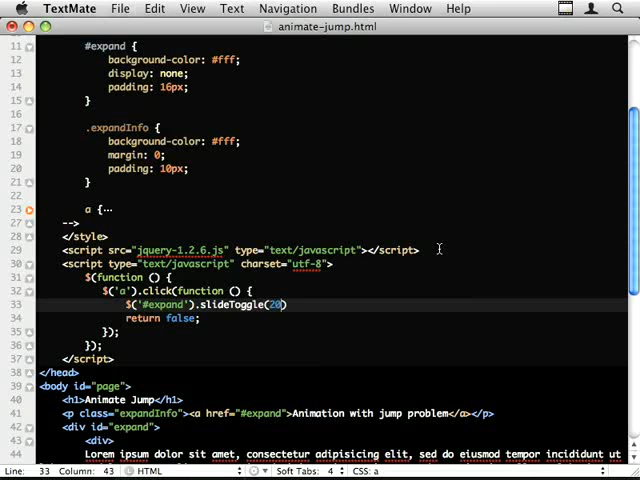 TextMate File Edit View Text Navigation Bundles Window Help
animate-jump.html
11 #expand {
12 background-color: #fff;
13 display: none;
14 padding: 16px;
15 }
16
17 .expandInfo {
18 background-color: #fff;
19 margin: 0;
20 padding: 10px;
21 }
22
23 a {...
27 -->
28 </style>
29 <script src="jquery-1.2.6.js" type="text/javascript"></script>
30 <script type="text/javascript" charset="utf-8">
31 $(function () {
32 $('a').click(function () {
33 $('#expand').slideToggle(20)
34 return false;
35 });
36 });
37 </script>
38 </head>
39 <body id="page">
40 <h1>Animate Jump</h1>
41 <p class="expandInfo"><a href="#expand">Animation with jump problem</a></p>
42 <div id="expand">
43 <div>
44 Lorem ipsum dolor sit amet, consectetur adipisicing elit, sed do eiusmod tempor incididunt ut
Line: 33 Column: 43 HTML Soft Tabs: 4 CSS: a